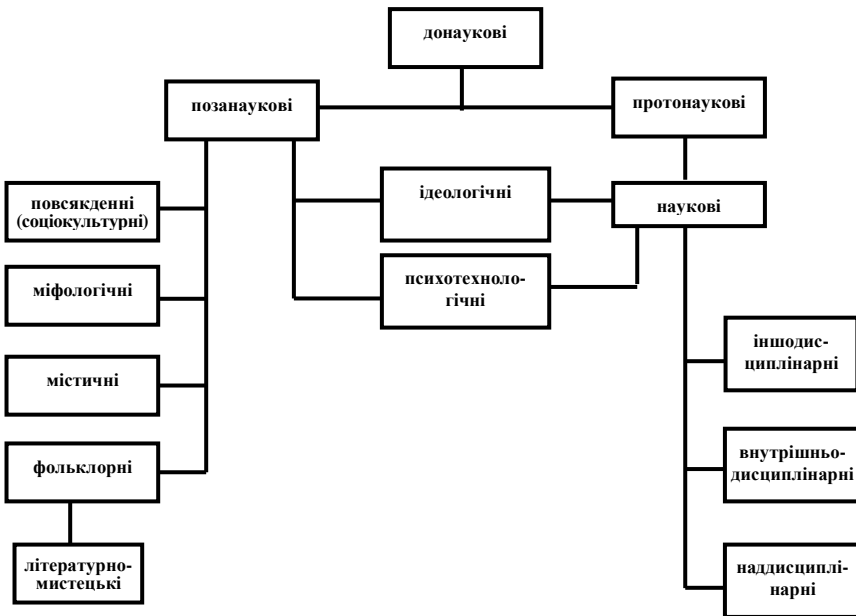 донаукові
позанаукові
протонаукові
повсякденні
(соціокультурні)
ідеологічні
наукові
міфологічні
психотехноло-
гічні
іншодис-
циплінарні
містичні
фольклорні
внутрішньо-
дисциплінарні
літературно-
мистецькі
наддисциплі-
нарні